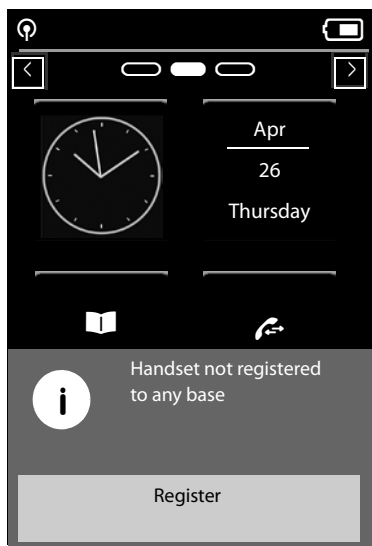 Apr
26
Thursday
Handset not registered
to any base
Register